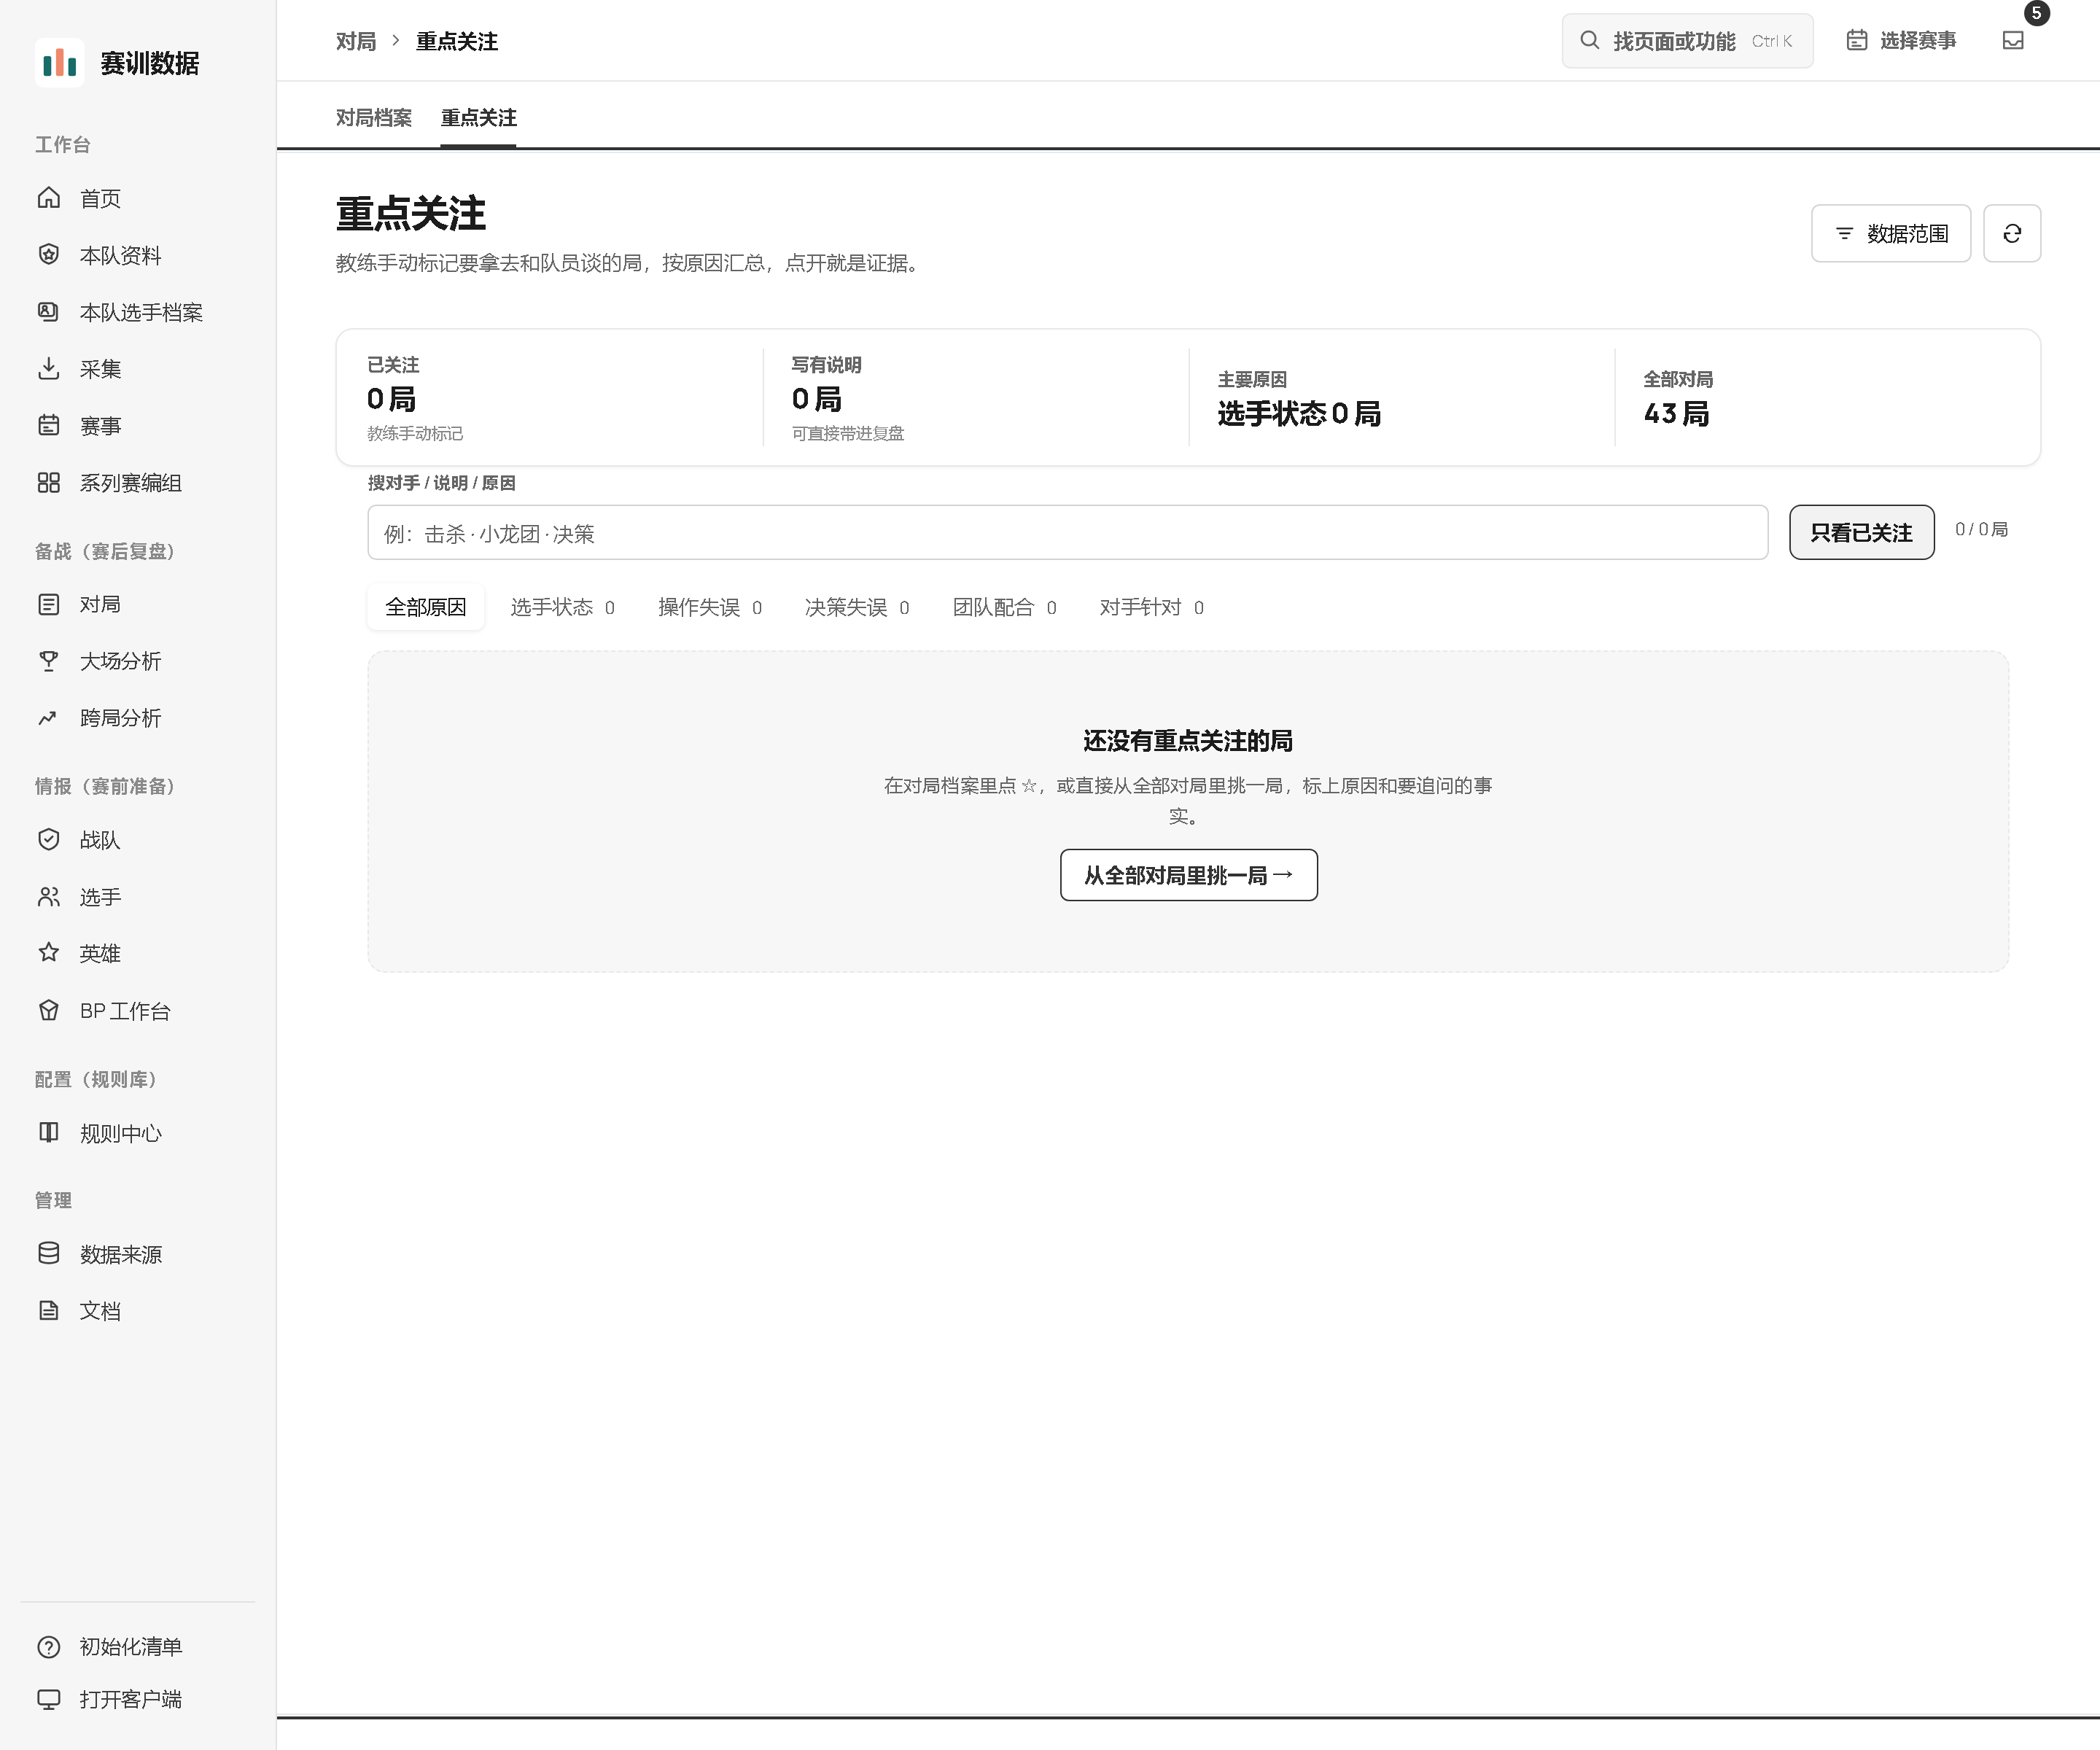 赛训数据
工作台
首页
本队资料
本队选手档案
采集
赛事
系列赛编组
备战（赛后复盘）
对局
大场分析
跨局分析
情报（赛前准备）
战队
选手
英雄
BP 工作台
配置（规则库）
规则中心
管理
数据来源
文档
初始化清单
打开客户端
对局 > 重点关注
找页面或功能 Ctrl K
选择赛事
5
对局档案 重点关注
重点关注
教练手动标记要拿去和队员谈的局，按原因汇总，点开就是证据。
数据范围
已关注
0 局
教练手动标记
写有说明
0 局
可直接带进复盘
主要原因
选手状态 0 局
全部对局
43 局
搜对手 / 说明 / 原因
例：击杀 · 小龙团 · 决策
只看已关注
0 / 0 局
全部原因 选手状态 0 操作失误 0 决策失误 0 团队配合 0 对手针对 0
还没有重点关注的局
在对局档案里点 ☆，或直接从全部对局里挑一局，标上原因和要追问的事
实。
从全部对局里挑一局 →